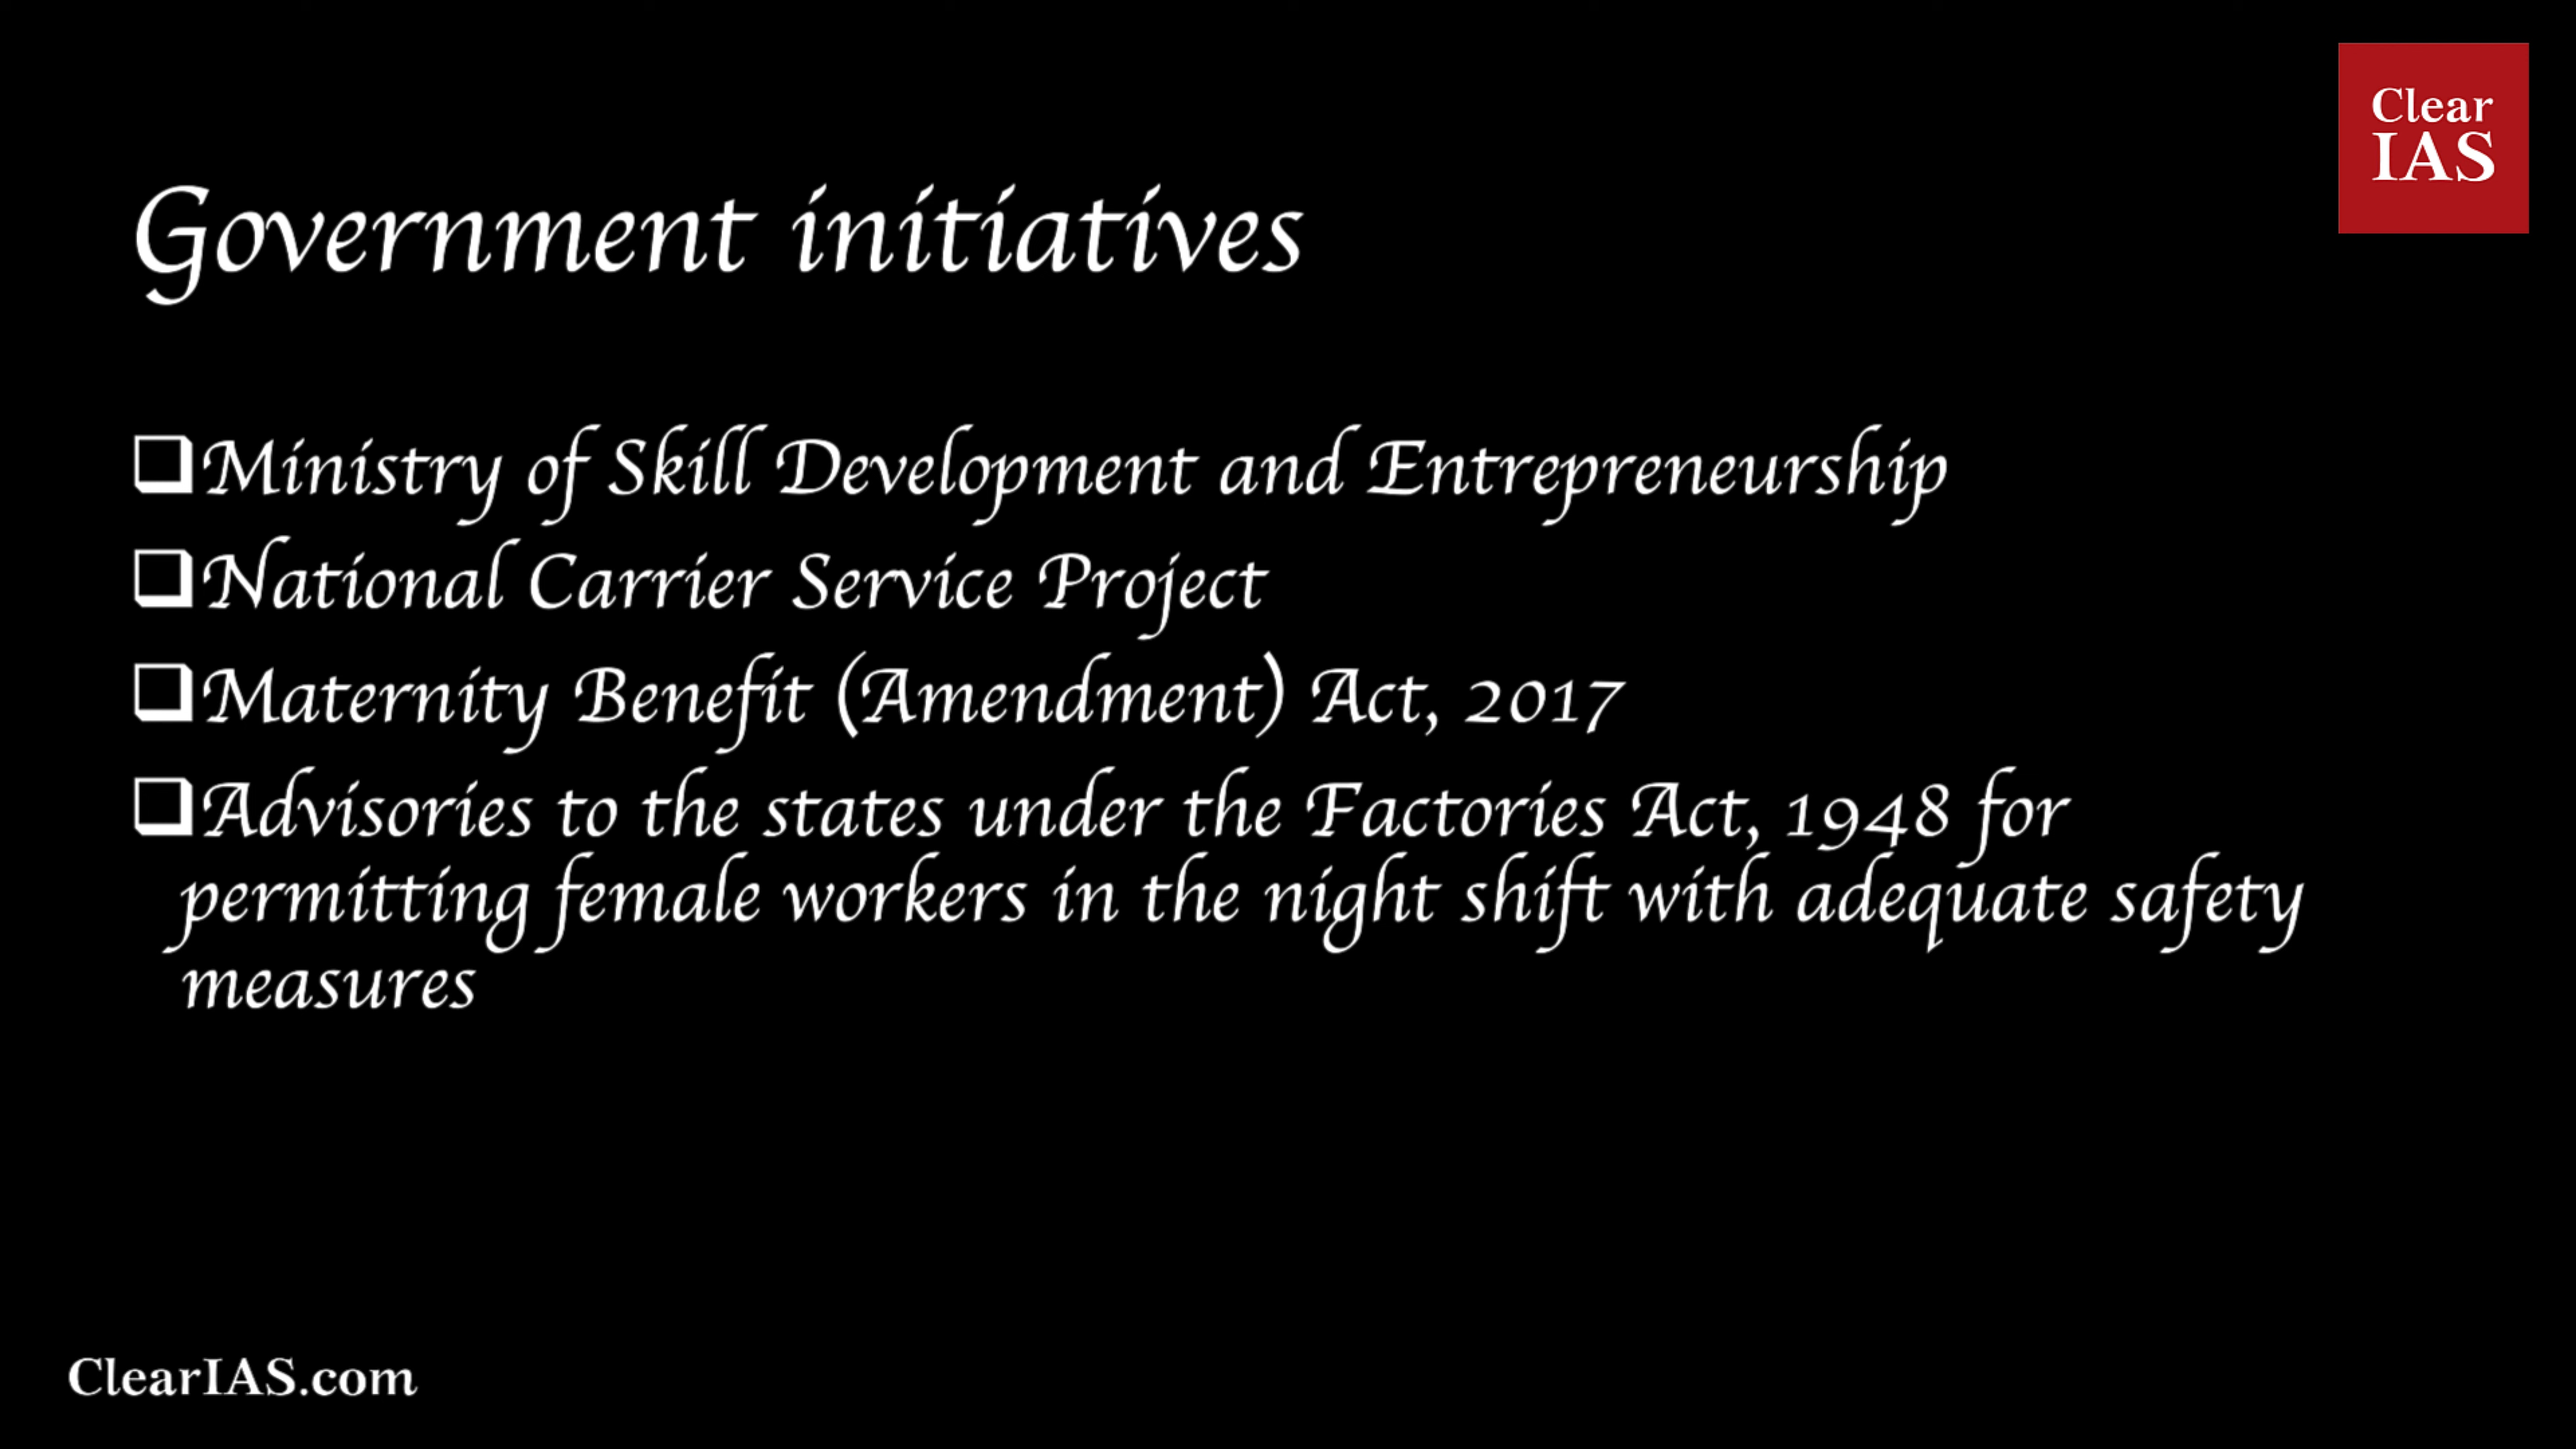 Clear
IAS
Government initiatives
❑Ministry of Skill Development and Entrepreneurship
❑National Carrier Service Project
❑Maternity Benefit (Amendment) Act, 2017
❑Advisories to the states under the Factories Act, 1948 for
permitting female workers in the night shift with adequate safety
measures
ClearIAS.com